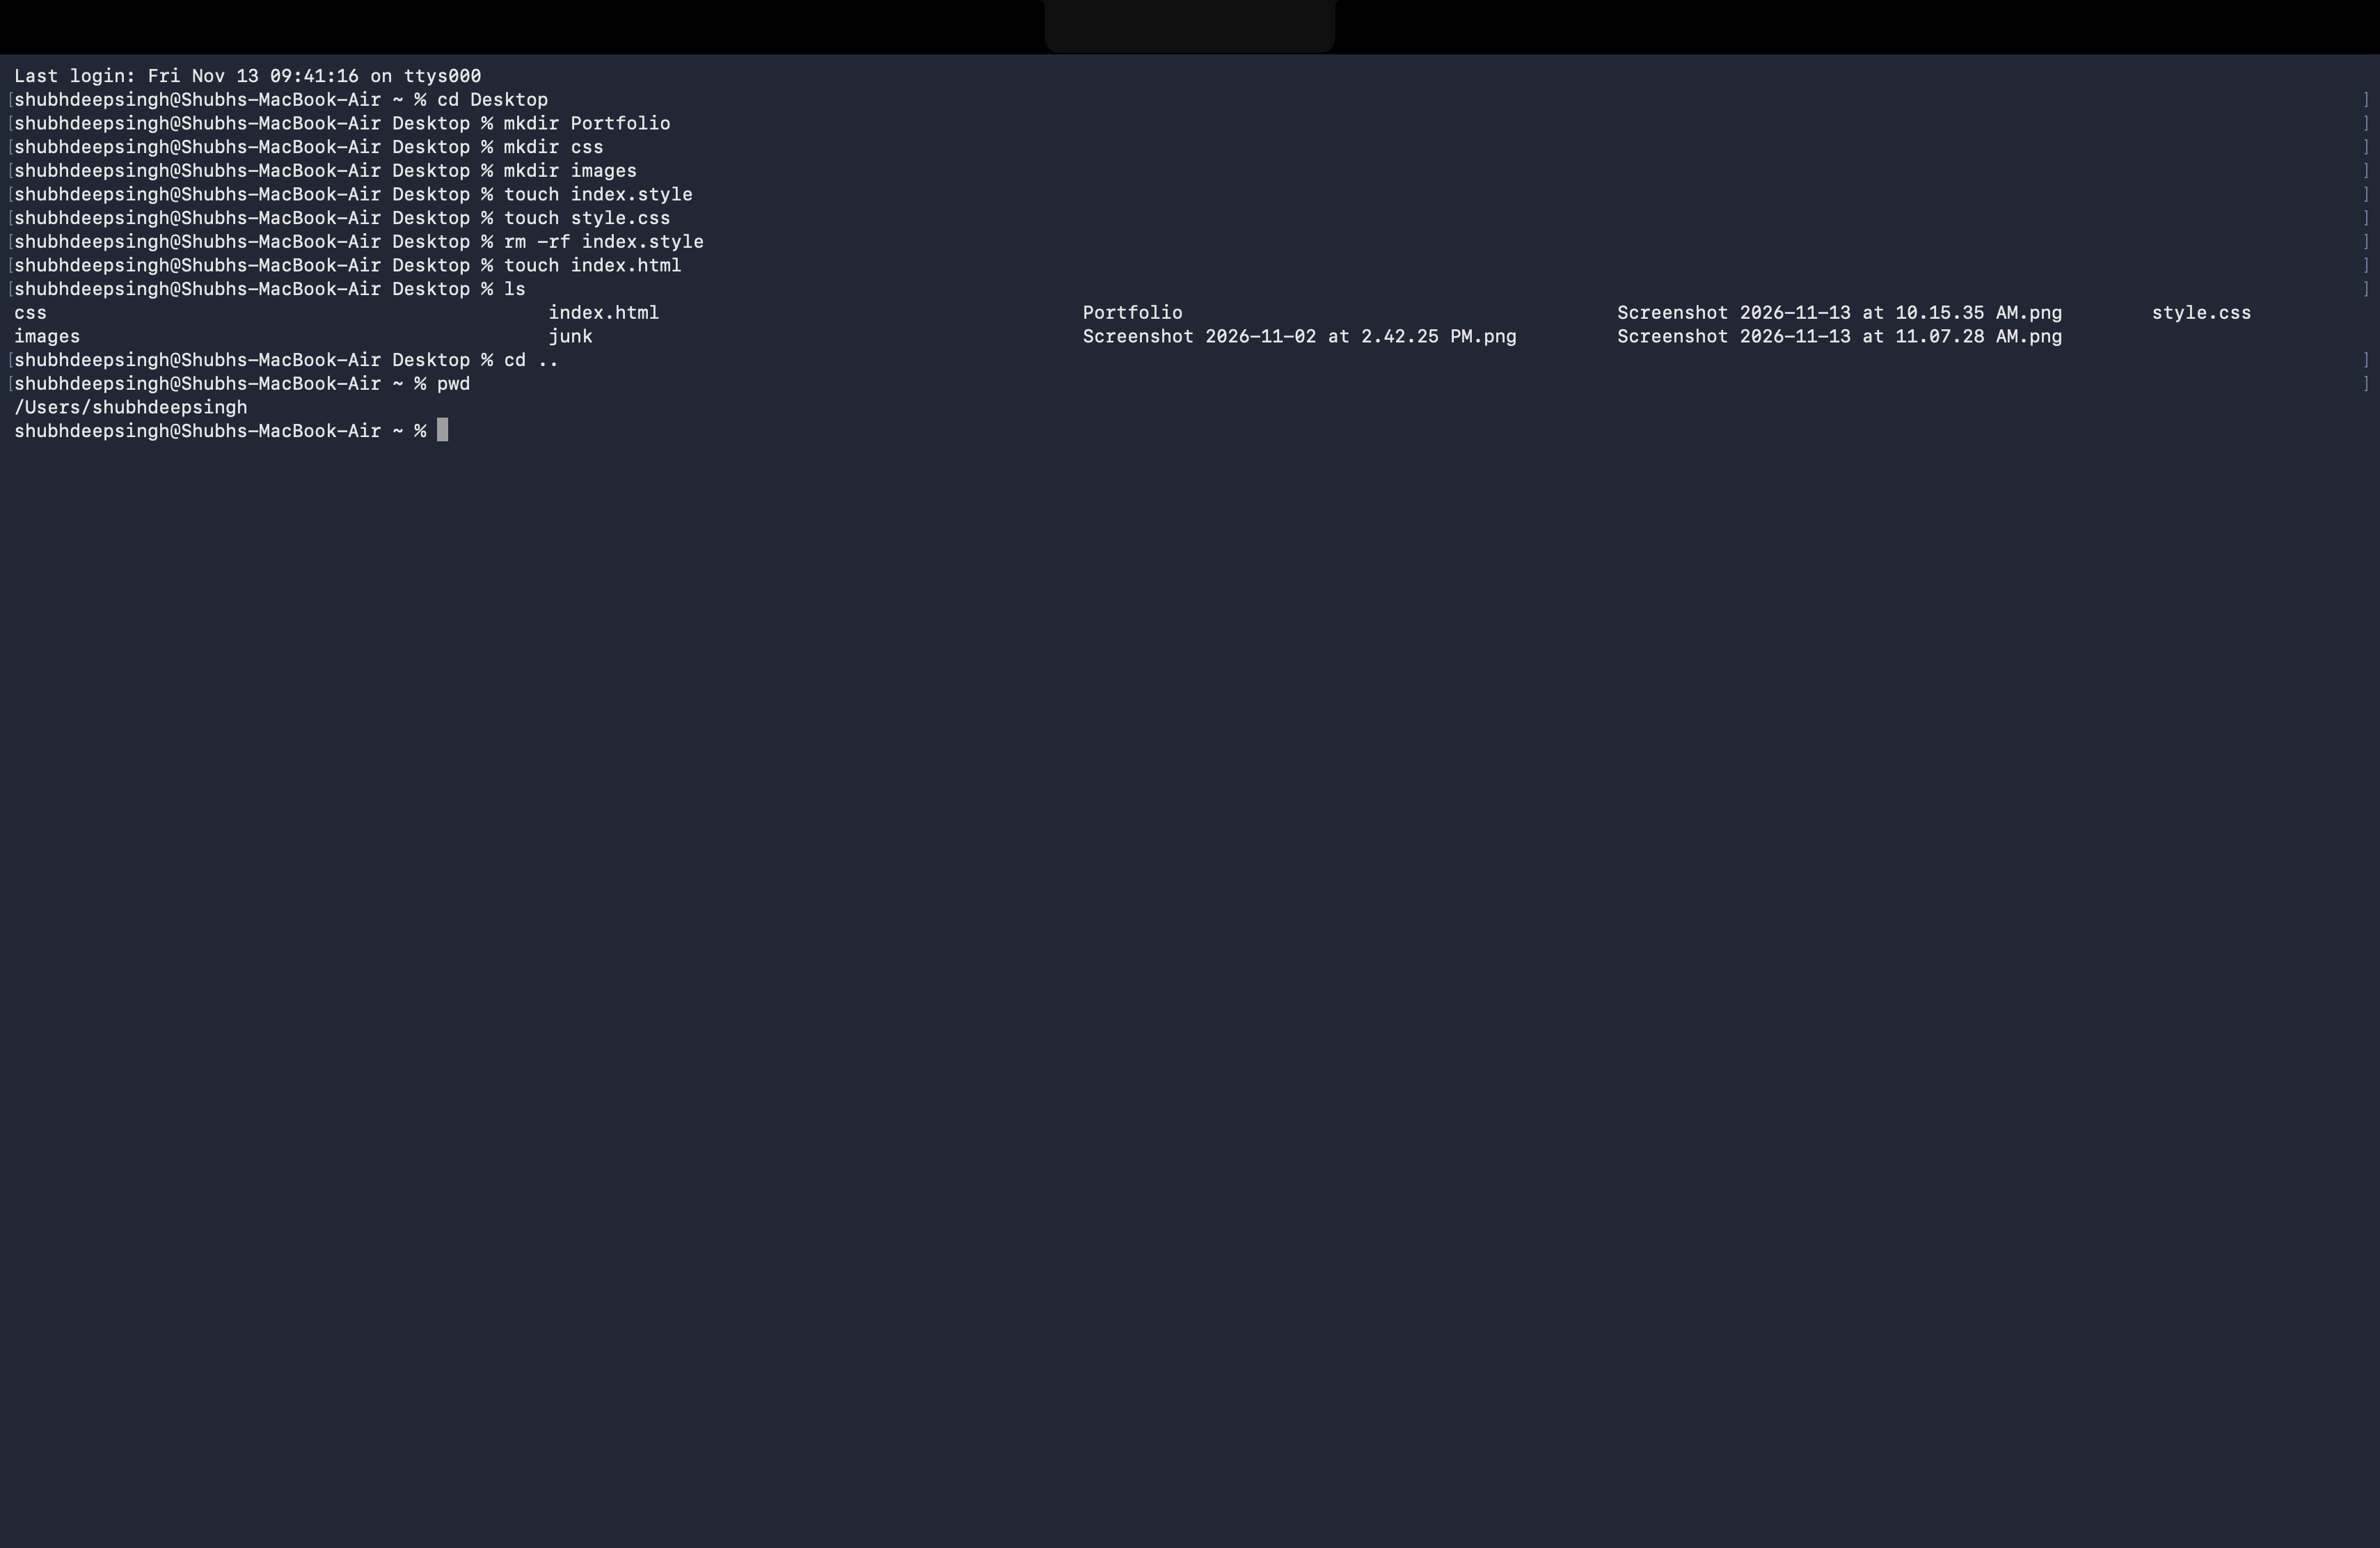 Last login: Fri Nov 13 09:41:16 on ttys000
[shubhdeepsingh@Shubhs-MacBook-Air ~ % cd Desktop ]
[shubhdeepsingh@Shubhs-MacBook-Air Desktop % mkdir Portfolio ]
[shubhdeepsingh@Shubhs-MacBook-Air Desktop % mkdir css ]
[shubhdeepsingh@Shubhs-MacBook-Air Desktop % mkdir images ]
[shubhdeepsingh@Shubhs-MacBook-Air Desktop % touch index.style ]
[shubhdeepsingh@Shubhs-MacBook-Air Desktop % touch style.css ]
[shubhdeepsingh@Shubhs-MacBook-Air Desktop % rm -rf index.style ]
[shubhdeepsingh@Shubhs-MacBook-Air Desktop % touch index.html ]
[shubhdeepsingh@Shubhs-MacBook-Air Desktop % ls ]
css index.html Portfolio Screenshot 2026-11-13 at 10.15.35 AM.png style.css
images junk Screenshot 2026-11-02 at 2.42.25 PM.png Screenshot 2026-11-13 at 11.07.28 AM.png
[shubhdeepsingh@Shubhs-MacBook-Air Desktop % cd .. ]
[shubhdeepsingh@Shubhs-MacBook-Air ~ % pwd ]
/Users/shubhdeepsingh
shubhdeepsingh@Shubhs-MacBook-Air ~ %